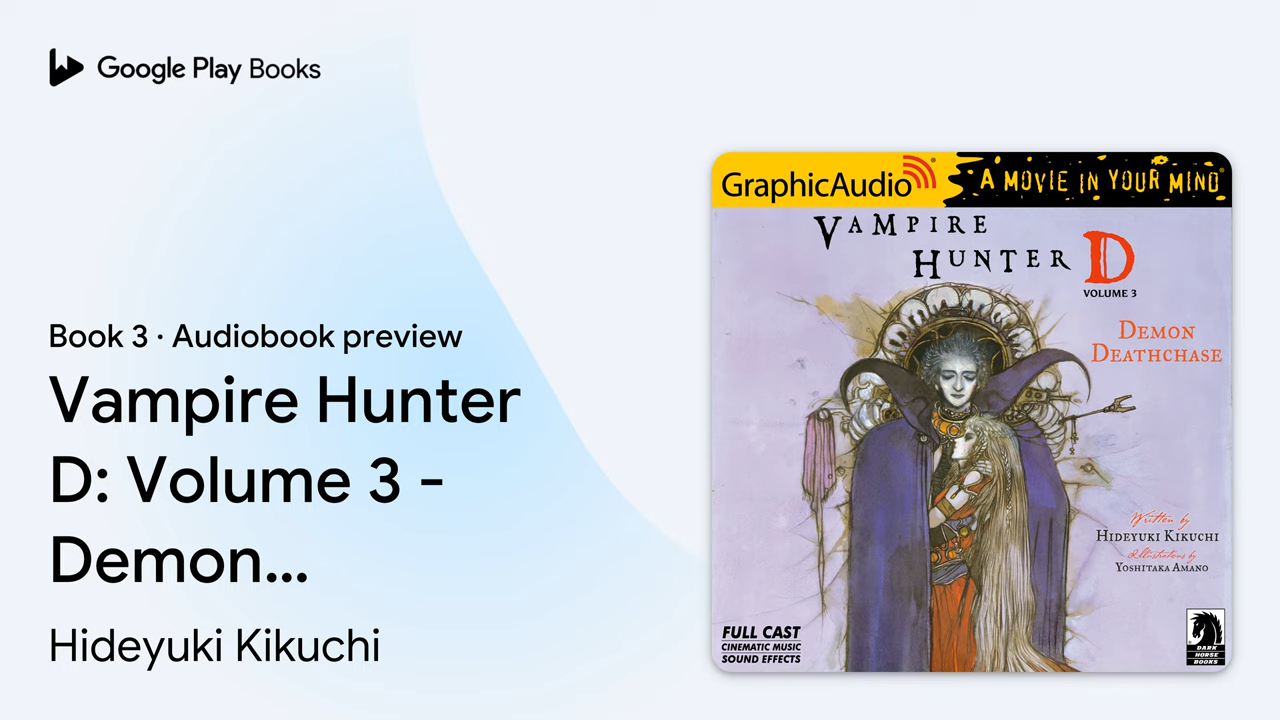 Google Play Books
Book 3 · Audiobook preview
Vampire Hunter
D: Volume 3 -
Demon...
Hideyuki Kikuchi
GraphicAudio
A MOVIE IN YOUR MIND
VAMPIRE
HUNTER D
VOLUME 3
DEMON
DEATHCHASE
Written by
HIDEYUKI KIKUCHI
Illustrations by
YOSHITAKA AMANO
FULL CAST
CINEMATIC MUSIC
SOUND EFFECTS
DARK
HORSE
BOOKS